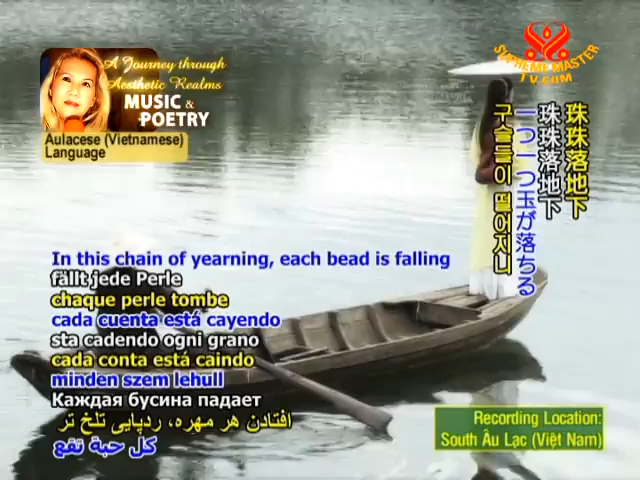 A Journey through
Aesthetic Realms
MUSIC &
POETRY
Aulacese (Vietnamese)
Language
SUPREME MASTER
TV.COM
珠珠落地下
珠珠落地下
一つ一つ玉が落ちる
구슬들이 떨어지니
In this chain of yearning, each bead is falling
fällt jede Perle
chaque perle tombe
cada cuenta está cayendo
sta cadendo ogni grano
cada conta está caindo
minden szem lehull
Каждая бусина падает
افتادن هر مهره، ردپایی تلخ تر
كل حبة تقع
Recording Location:
South Âu Lạc (Việt Nam)